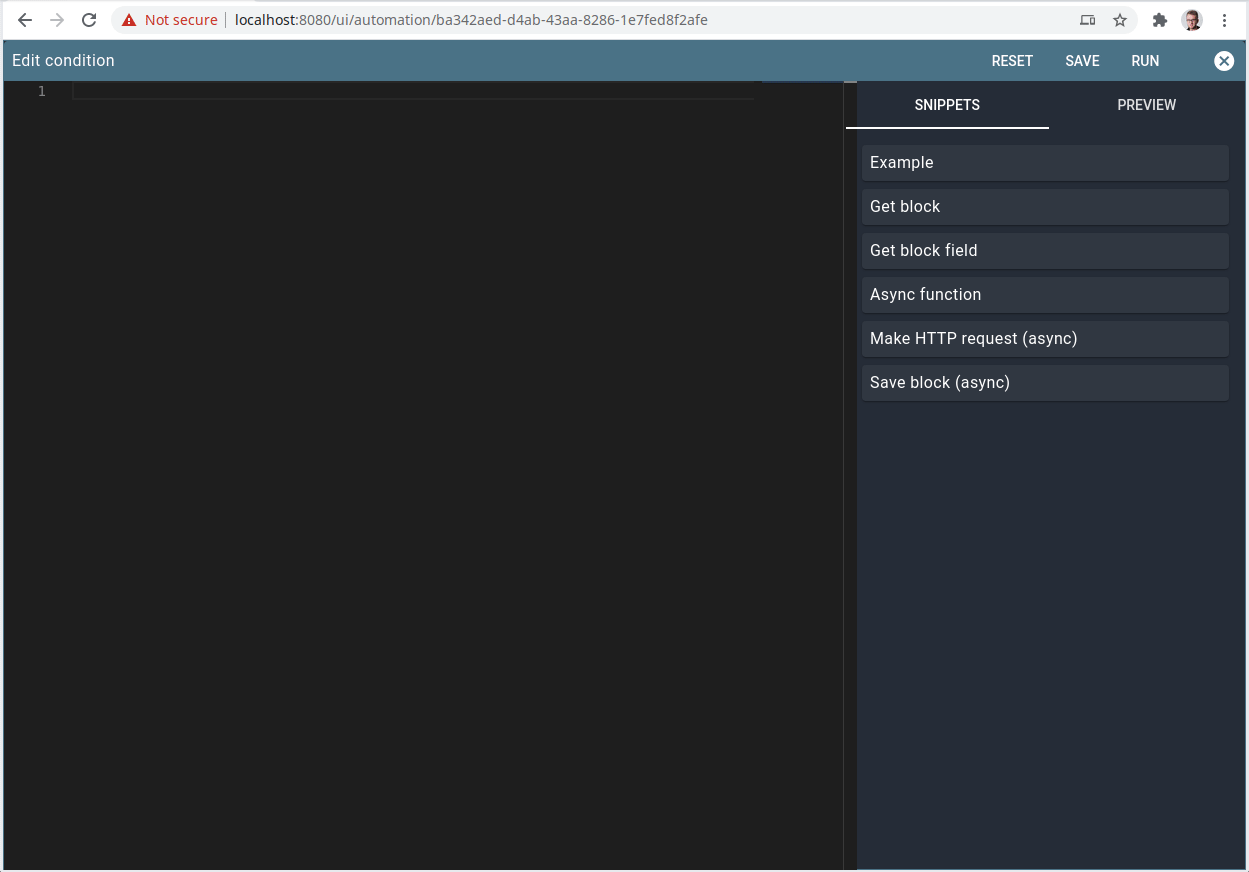 Not secure localhost:8080/ui/automation/ba342aed-d4ab-43aa-8286-1e7fed8f2afe
Edit condition RESET SAVE RUN
1
SNIPPETS PREVIEW
Example
Get block
Get block field
Async function
Make HTTP request (async)
Save block (async)